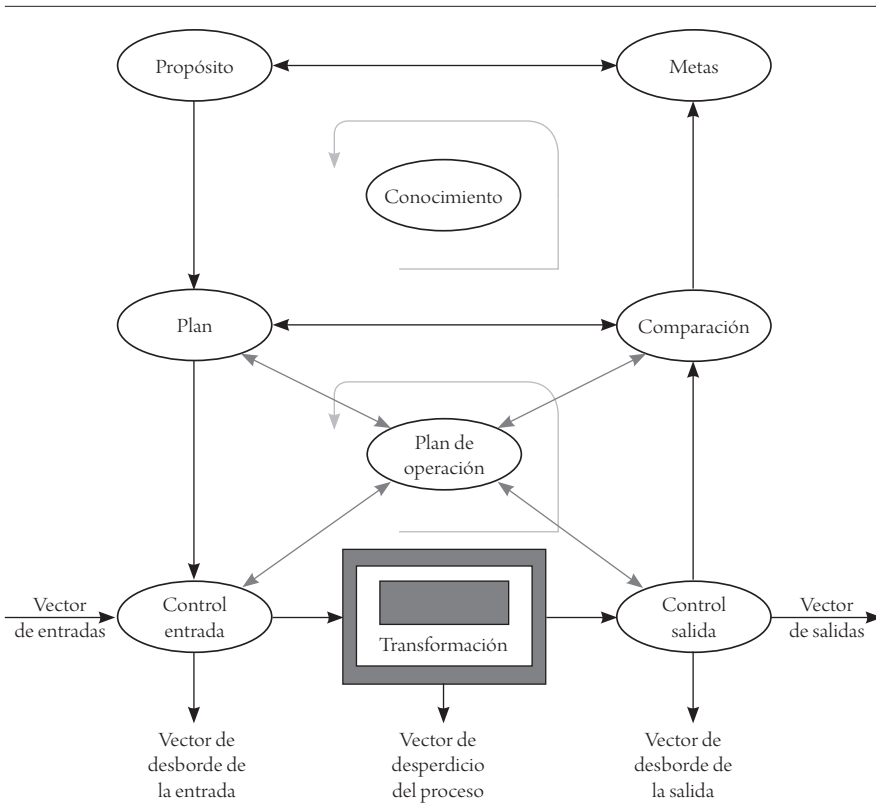 Propósito
Metas
Conocimiento
Plan
Comparación
Plan de
operación
Vector
de entradas
Control
entrada
Transformación
Control
salida
Vector
de salidas
Vector de
desborde de
la entrada
Vector de
desperdicio
del proceso
Vector de
desborde de
la salida